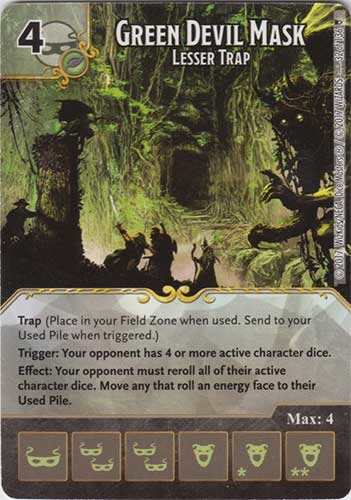 4
GREEN DEVIL MASK
LESSER TRAP
Trap (Place in your Field Zone when used. Send to your
Used Pile when triggered.)
Trigger: Your opponent has 4 or more active character dice.
Effect: Your opponent must reroll all of their active
character dice. Move any that roll an energy face to their
Used Pile.
Max: 4
*
**